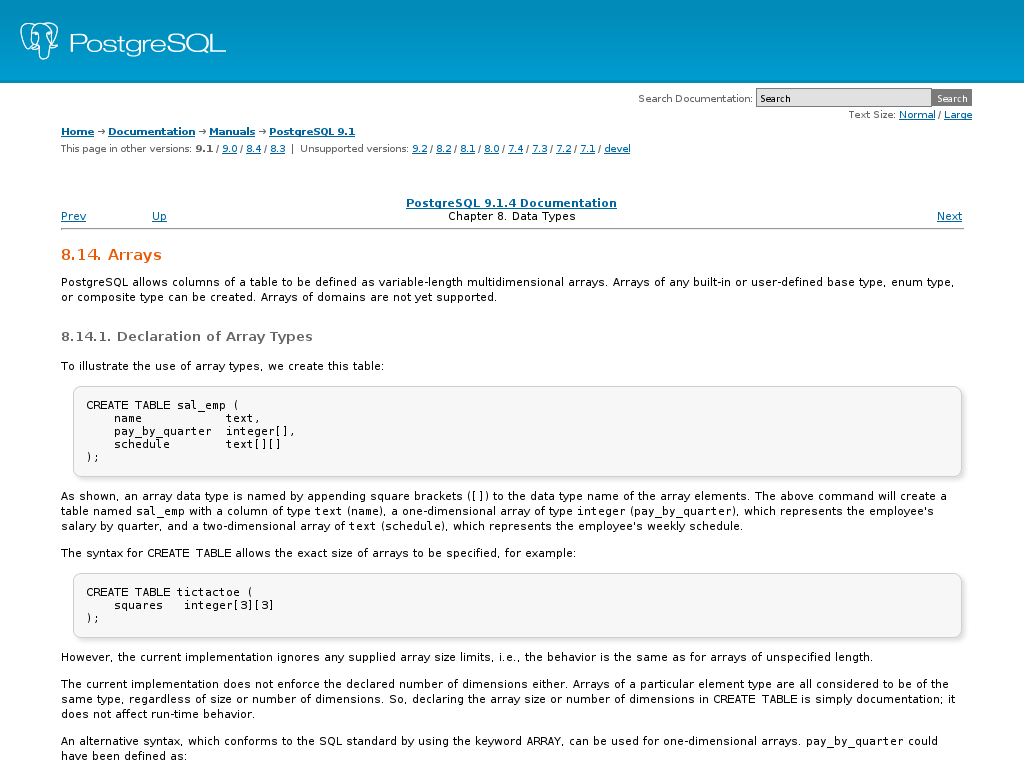 PostgreSQL
Search Documentation: Search Search
Text Size: Normal / Large
Home → Documentation → Manuals → PostgreSQL 9.1
This page in other versions: 9.1 / 9.0 / 8.4 / 8.3 | Unsupported versions: 9.2 / 8.2 / 8.1 / 8.0 / 7.4 / 7.3 / 7.2 / 7.1 / devel
PostgreSQL 9.1.4 Documentation
Prev Up Chapter 8. Data Types Next
8.14. Arrays
PostgreSQL allows columns of a table to be defined as variable-length multidimensional arrays. Arrays of any built-in or user-defined base type, enum type,
or composite type can be created. Arrays of domains are not yet supported.
8.14.1. Declaration of Array Types
To illustrate the use of array types, we create this table:
CREATE TABLE sal_emp (
    name            text,
    pay_by_quarter  integer[],
    schedule        text[][]
);
As shown, an array data type is named by appending square brackets ([]) to the data type name of the array elements. The above command will create a
table named sal_emp with a column of type text (name), a one-dimensional array of type integer (pay_by_quarter), which represents the employee's
salary by quarter, and a two-dimensional array of text (schedule), which represents the employee's weekly schedule.
The syntax for CREATE TABLE allows the exact size of arrays to be specified, for example:
CREATE TABLE tictactoe (
    squares   integer[3][3]
);
However, the current implementation ignores any supplied array size limits, i.e., the behavior is the same as for arrays of unspecified length.
The current implementation does not enforce the declared number of dimensions either. Arrays of a particular element type are all considered to be of the
same type, regardless of size or number of dimensions. So, declaring the array size or number of dimensions in CREATE TABLE is simply documentation; it
does not affect run-time behavior.
An alternative syntax, which conforms to the SQL standard by using the keyword ARRAY, can be used for one-dimensional arrays. pay_by_quarter could
have been defined as: